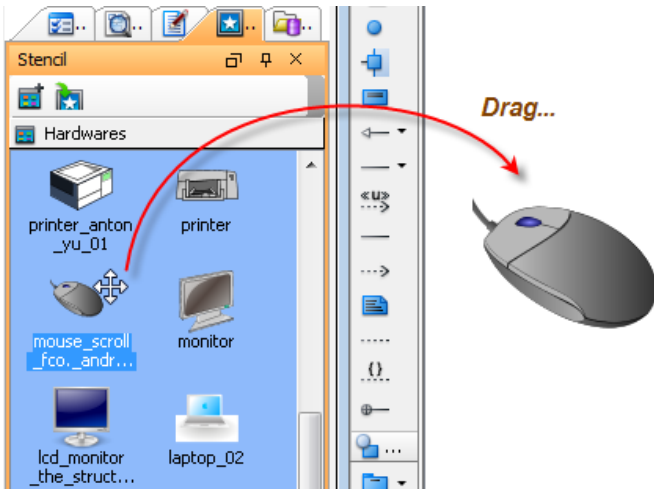 Stencil
Hardwares
Drag...
printer_anton
_yu_01
printer
«u»
mouse_scroll
_fco._andr...
monitor
{}
lcd_monitor
_the_struct...
laptop_02
...